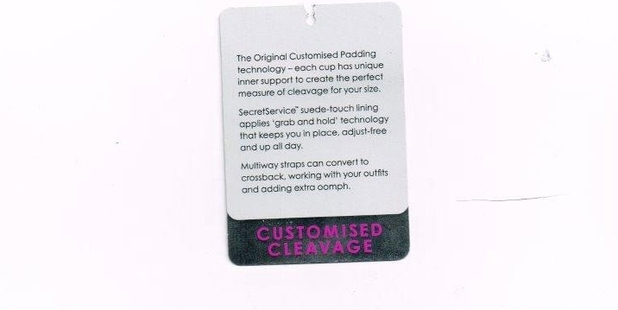 The Original Customised Padding
technology – each cup has unique
inner support to create the perfect
measure of cleavage for your size.
SecretService™ suede-touch lining
applies 'grab and hold' technology
that keeps you in place, adjust-free
and up all day.
Multiway straps can convert to
crossback, working with your outfits
and adding extra oomph.
CUSTOMISED
CLEAVAGE